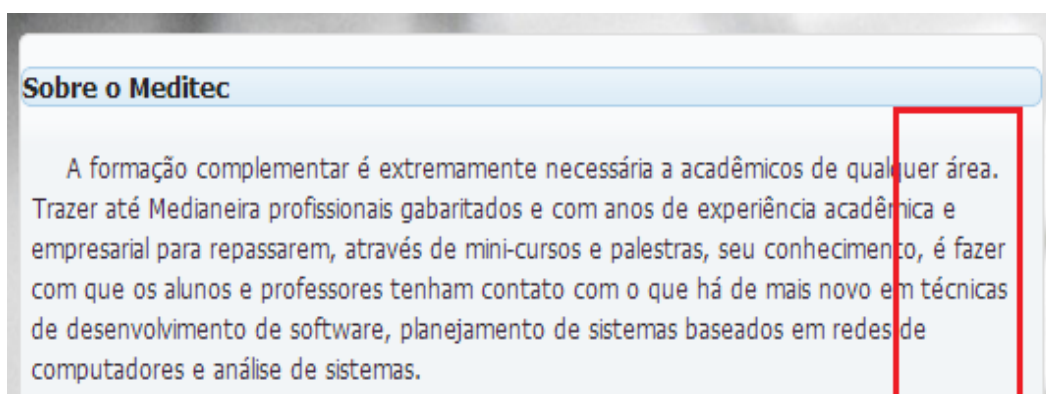 Sobre o Meditec
A formação complementar é extremamente necessária a acadêmicos de qualquer área.
Trazer até Medianeira profissionais gabaritados e com anos de experiência acadêmica e
empresarial para repassarem, através de mini-cursos e palestras, seu conhecimento, é fazer
com que os alunos e professores tenham contato com o que há de mais novo em técnicas
de desenvolvimento de software, planejamento de sistemas baseados em redes de
computadores e análise de sistemas.